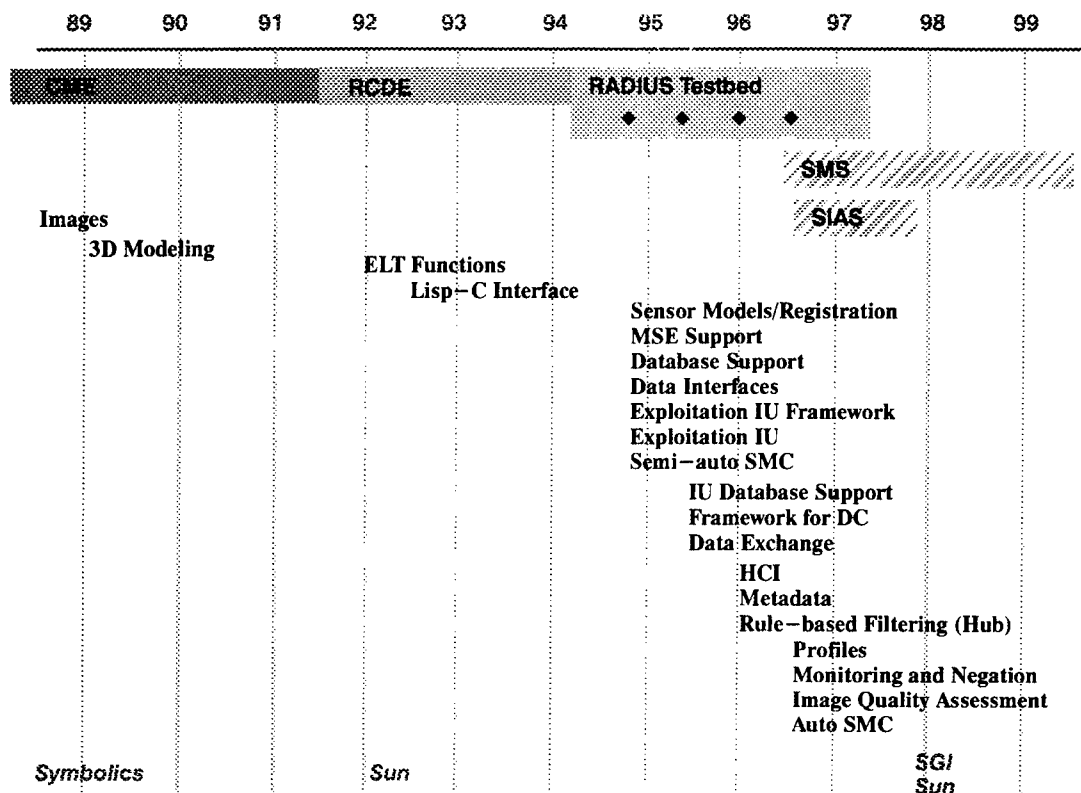 89 90 91 92 93 94 95 96 97 98 99
CME RCDE RADIUS Testbed
SMS
SIAS
Images
3D Modeling
ELT Functions
Lisp-C Interface
Sensor Models/Registration
MSE Support
Database Support
Data Interfaces
Exploitation IU Framework
Exploitation IU
Semi-auto SMC
IU Database Support
Framework for DC
Data Exchange
HCI
Metadata
Rule-based Filtering (Hub)
Profiles
Monitoring and Negation
Image Quality Assessment
Auto SMC
Symbolics Sun SGI
Sun